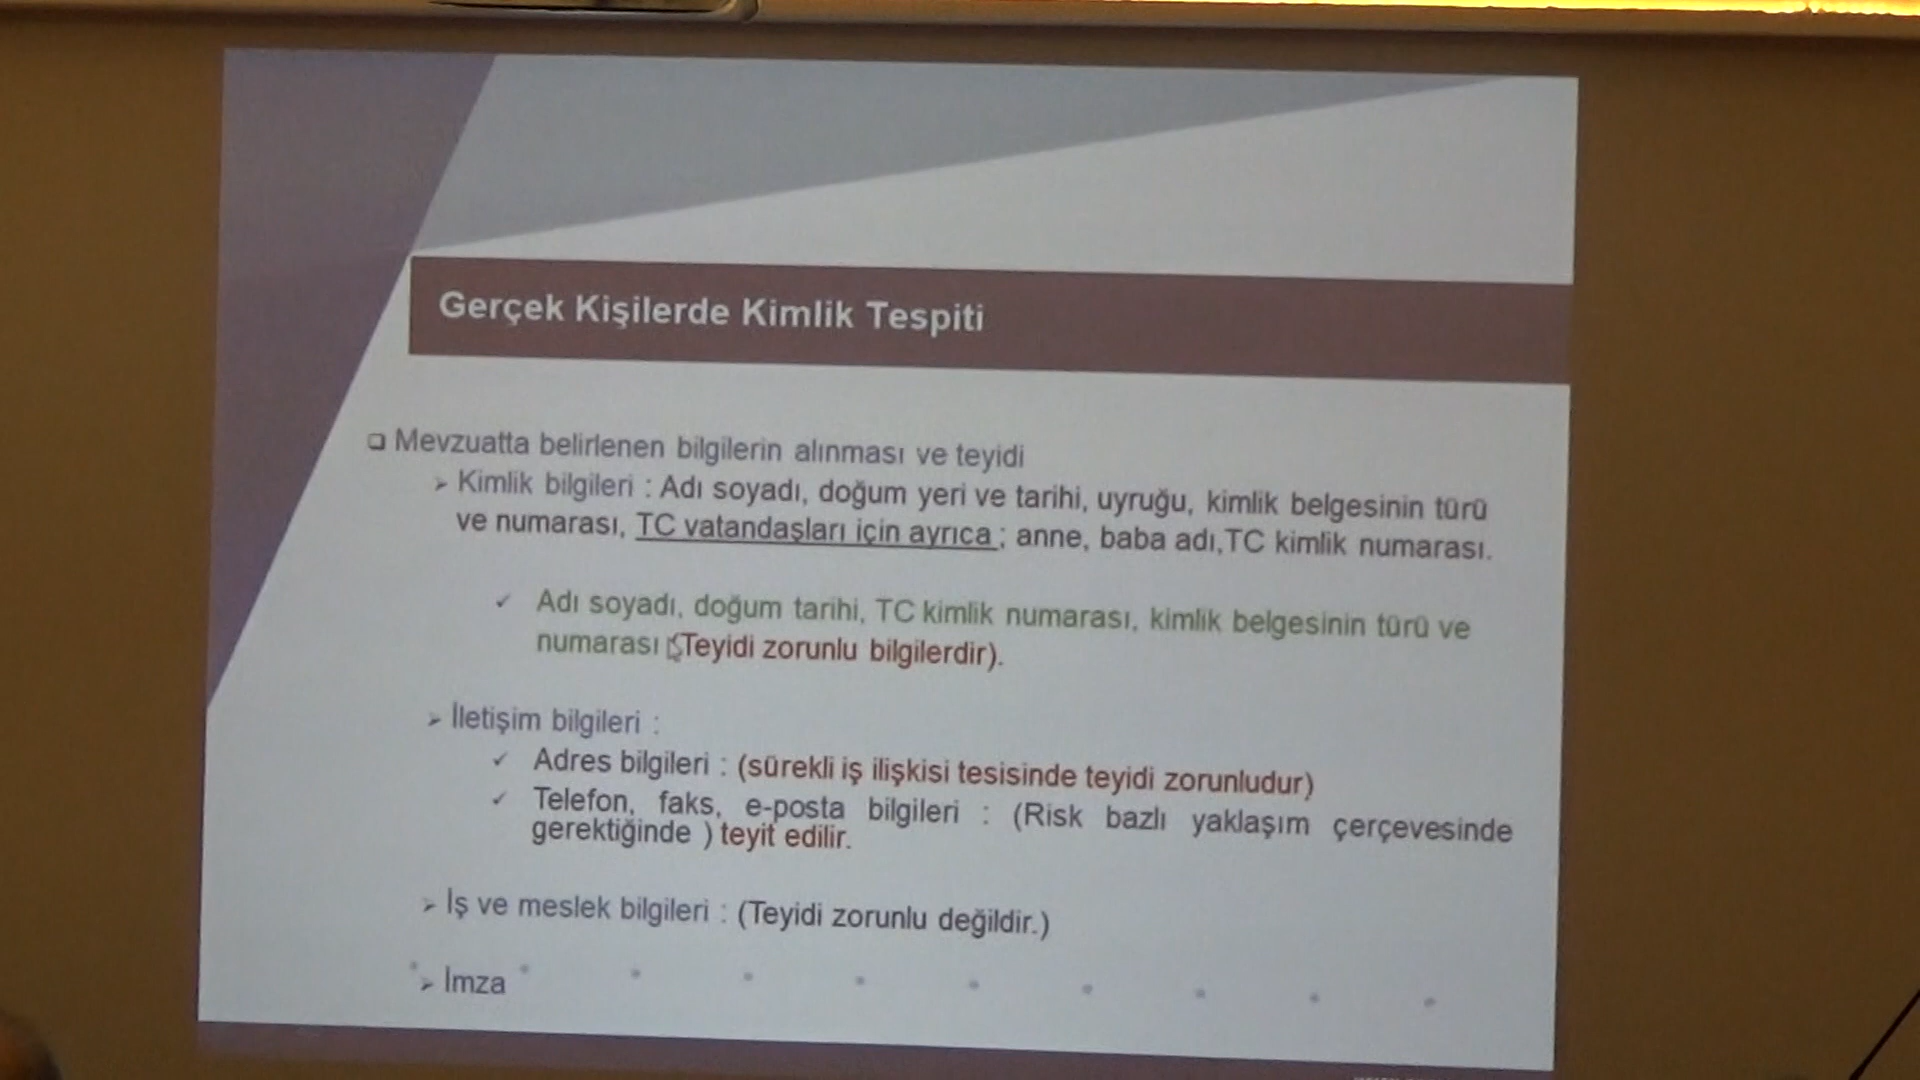 Gerçek Kişilerde Kimlik Tespiti
Mevzuatta belirlenen bilgilerin alınması ve teyidi
Kimlik bilgileri : Adı soyadı, doğum yeri ve tarihi, uyruğu, kimlik belgesinin türü
ve numarası, TC vatandaşları için ayrıca ; anne, baba adı,TC kimlik numarası.
Adı soyadı, doğum tarihi, TC kimlik numarası, kimlik belgesinin türü ve
numarası (Teyidi zorunlu bilgilerdir).
İletişim bilgileri :
Adres bilgileri : (sürekli iş ilişkisi tesisinde teyidi zorunludur)
Telefon, faks, e-posta bilgileri : (Risk bazlı yaklaşım çerçevesinde
gerektiğinde ) teyit edilir.
İş ve meslek bilgileri : (Teyidi zorunlu değildir.)
İmza